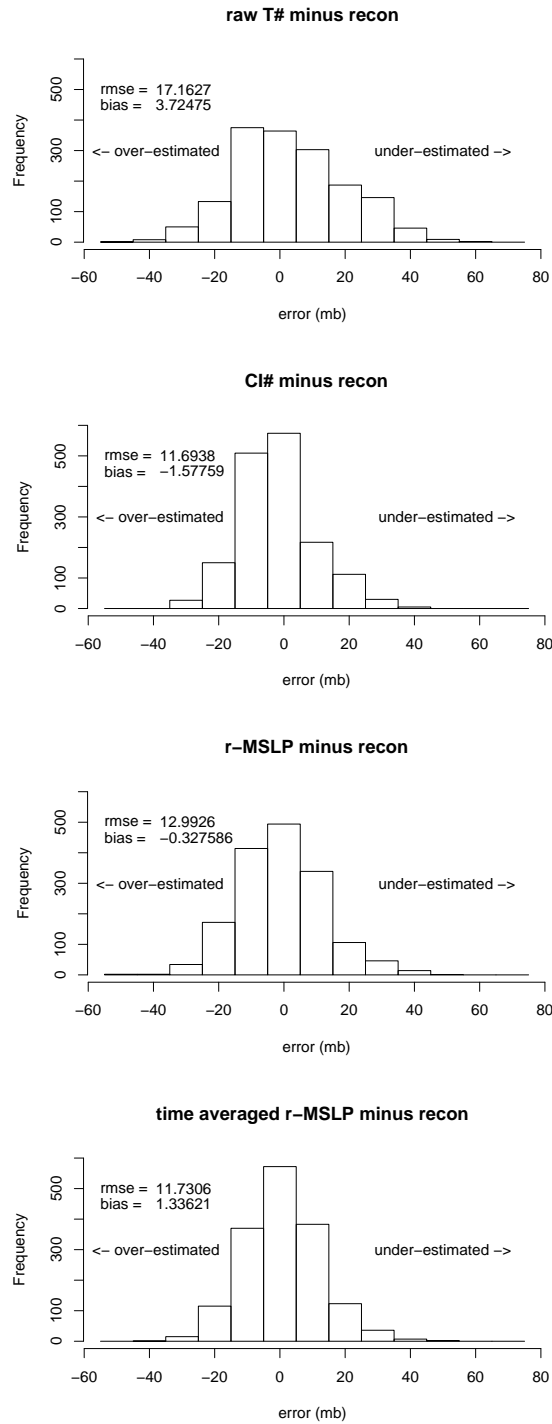 raw T# minus recon
Frequency
0 100 300 500
rmse = 17.1627
bias = 3.72475
<− over−estimated under−estimated −>
−60 −40 −20 0 20 40 60 80
error (mb)
CI# minus recon
Frequency
0 100 300 500
rmse = 11.6938
bias = −1.57759
<− over−estimated under−estimated −>
−60 −40 −20 0 20 40 60 80
error (mb)
r−MSLP minus recon
Frequency
0 100 300 500
rmse = 12.9926
bias = −0.327586
<− over−estimated under−estimated −>
−60 −40 −20 0 20 40 60 80
error (mb)
time averaged r−MSLP minus recon
Frequency
0 100 300 500
rmse = 11.7306
bias = 1.33621
<− over−estimated under−estimated −>
−60 −40 −20 0 20 40 60 80
error (mb)